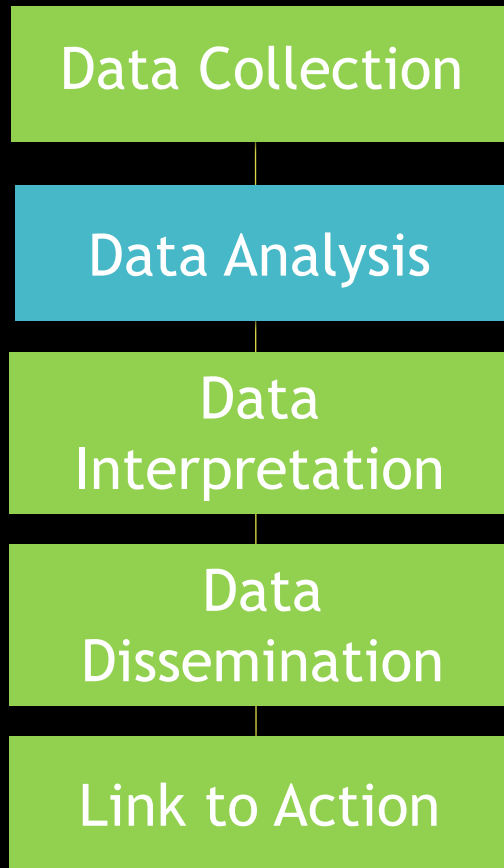 Data Collection
Data Analysis
Data
Interpretation
Data
Dissemination
Link to Action